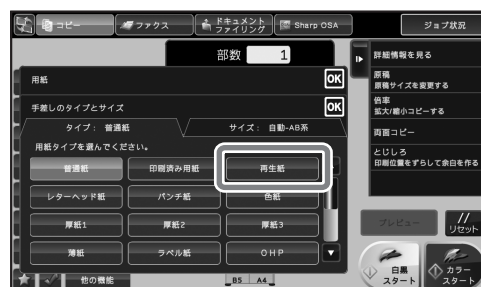 コピー
ファクス
ドキュメント
ファイリング
Sharp OSA
ジョブ状況
部数 1
用紙 OK
手差しのタイプとサイズ OK
タイプ： 普通紙
サイズ： 自動-AB系
用紙タイプを選んでください。
普通紙
印刷済み用紙
再生紙
レターヘッド紙
パンチ紙
色紙
厚紙1
厚紙2
厚紙3
薄紙
ラベル紙
OHP
他の機能
B5 A4
詳細情報を見る
原稿
原稿サイズを変更する
倍率
拡大/縮小コピーする
両面コピー
とじしろ
印刷位置をずらして余白を作る
プレビュー
リセット
白黒
スタート
カラー
スタート